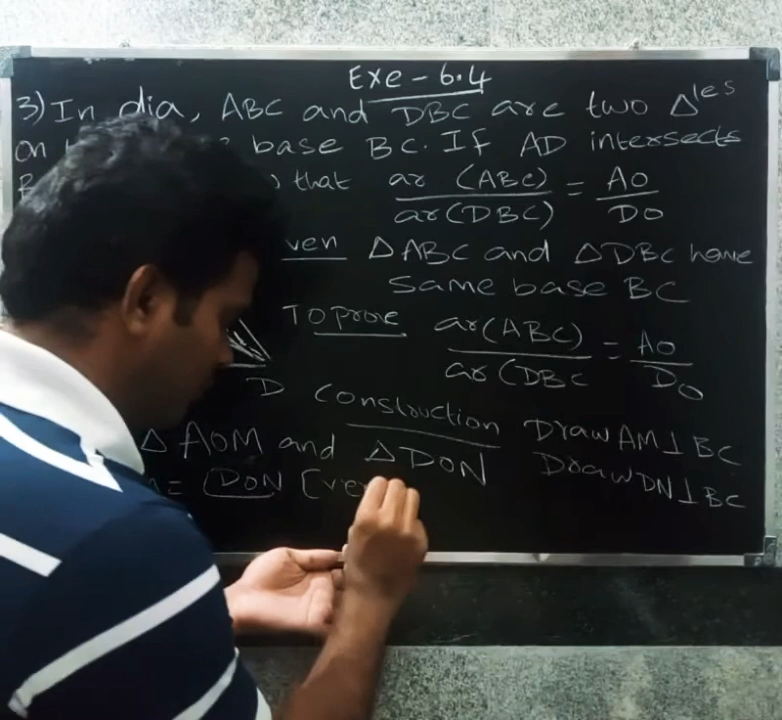 Exe - 6.4
3) In dia, ABC and DBC are two Δles
on base BC. If AD intersects
that ar (ABC) / ar (DBC) = AO / DO
ven ΔABC and ΔDBC have
same base BC
To prove ar(ABC) / ar(DBC = AO / DO
D
Construction Draw AM⊥BC
Draw DN⊥BC
Δ AOM and ΔDON
= DON [ve